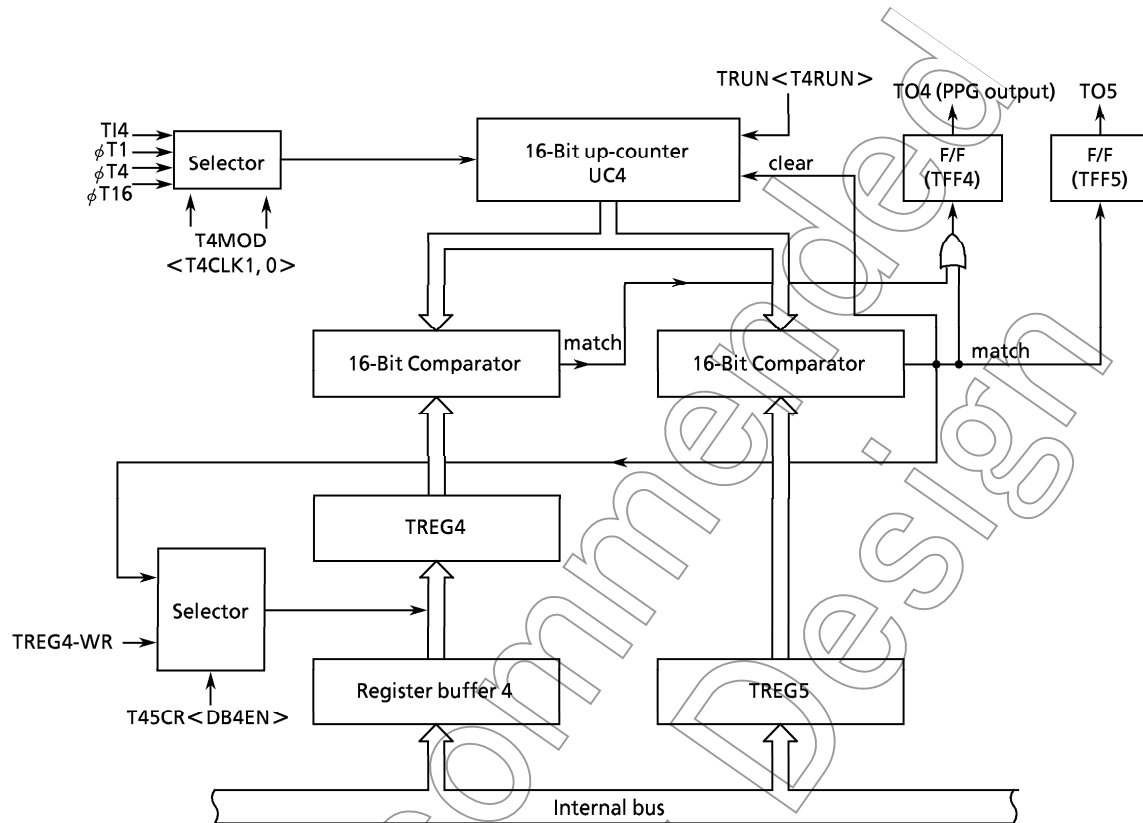 TRUN<T4RUN>
TO4 (PPG output)
TO5
TI4
φT1
φT4
φT16
Selector
16-Bit up-counter
UC4
clear
F/F
(TFF4)
F/F
(TFF5)
T4MOD
<T4CLK1, 0>
16-Bit Comparator
match
16-Bit Comparator
match
TREG4
Selector
TREG4-WR
T45CR<DB4EN>
Register buffer 4
TREG5
Internal bus
ommended
Design